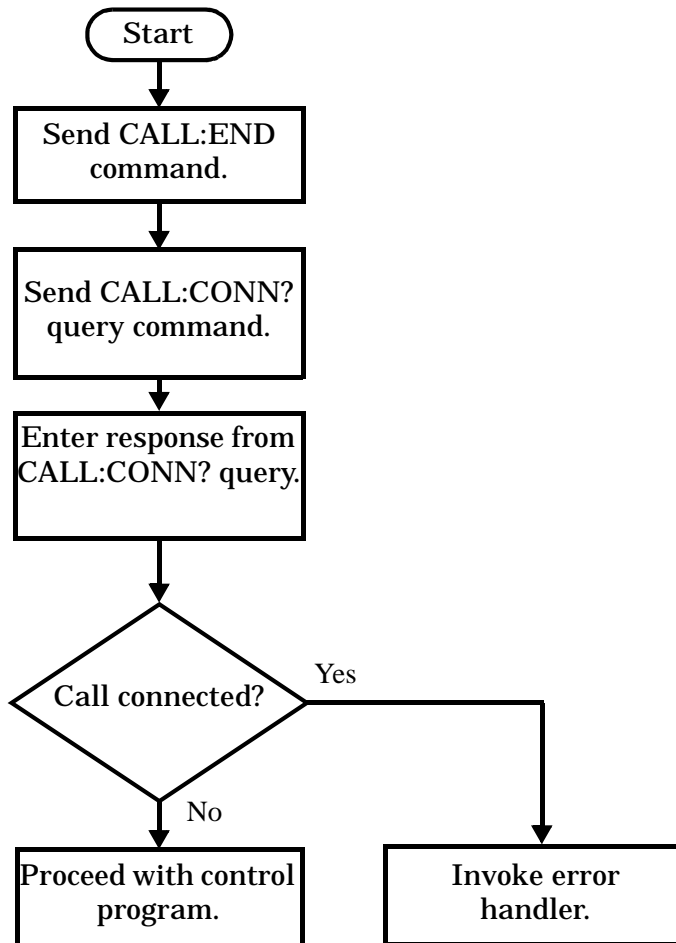 Start
Send CALL:END
command.
Send CALL:CONN?
query command.
Enter response from
CALL:CONN? query.
Call connected?
Yes
No
Proceed with control
program.
Invoke error
handler.